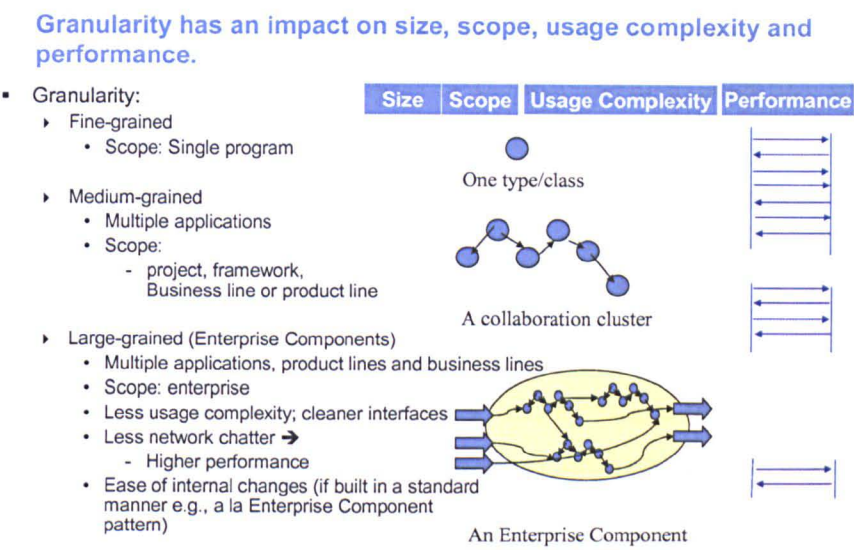 Granularity has an impact on size, scope, usage complexity and
performance.
Size Scope Usage Complexity Performance
▪ Granularity:
▸ Fine-grained
• Scope: Single program
One type/class
▸ Medium-grained
• Multiple applications
• Scope:
- project, framework,
Business line or product line
A collaboration cluster
▸ Large-grained (Enterprise Components)
• Multiple applications, product lines and business lines
• Scope: enterprise
• Less usage complexity; cleaner interfaces
• Less network chatter ➔
- Higher performance
• Ease of internal changes (if built in a standard
manner e.g., a la Enterprise Component
pattern)
An Enterprise Component